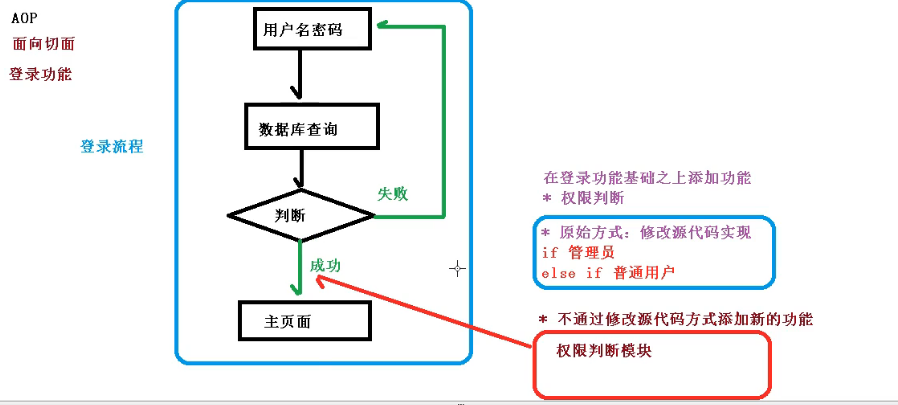 AOP
面向切面
登录功能
登录流程
用户名密码
数据库查询
判断
失败
成功
主页面
在登录功能基础之上添加功能
* 权限判断
* 原始方式：修改源代码实现
if 管理员
else if 普通用户
* 不通过修改源代码方式添加新的功能
权限判断模块